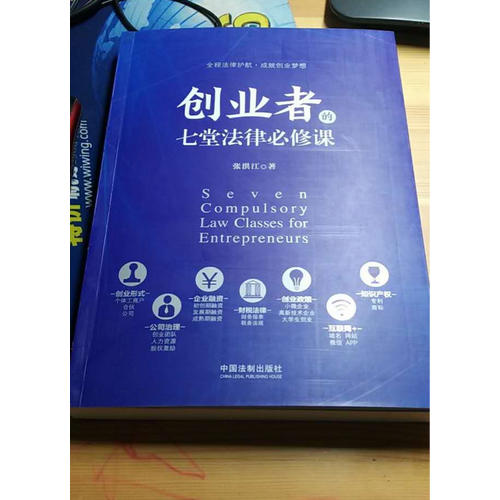 全程法律护航·成就创业梦想
创业者的
七堂法律必修课
张洪江◎著
Seven
Compulsory
Law Classes for
Entrepreneurs
创业形式
个体工商户
合伙
公司
公司治理
创业团队
人力资源
股权激励
企业融资
初创期融资
发展期融资
成熟期融资
财税法律
财务报表
税务法规
创业政策
小微企业
高新技术企业
大学生创业
互联网+
域名 网站
微信 APP
知识产权
专利
商标
中国法制出版社
CHINA LEGAL PUBLISHING HOUSE
www.wiwing.com